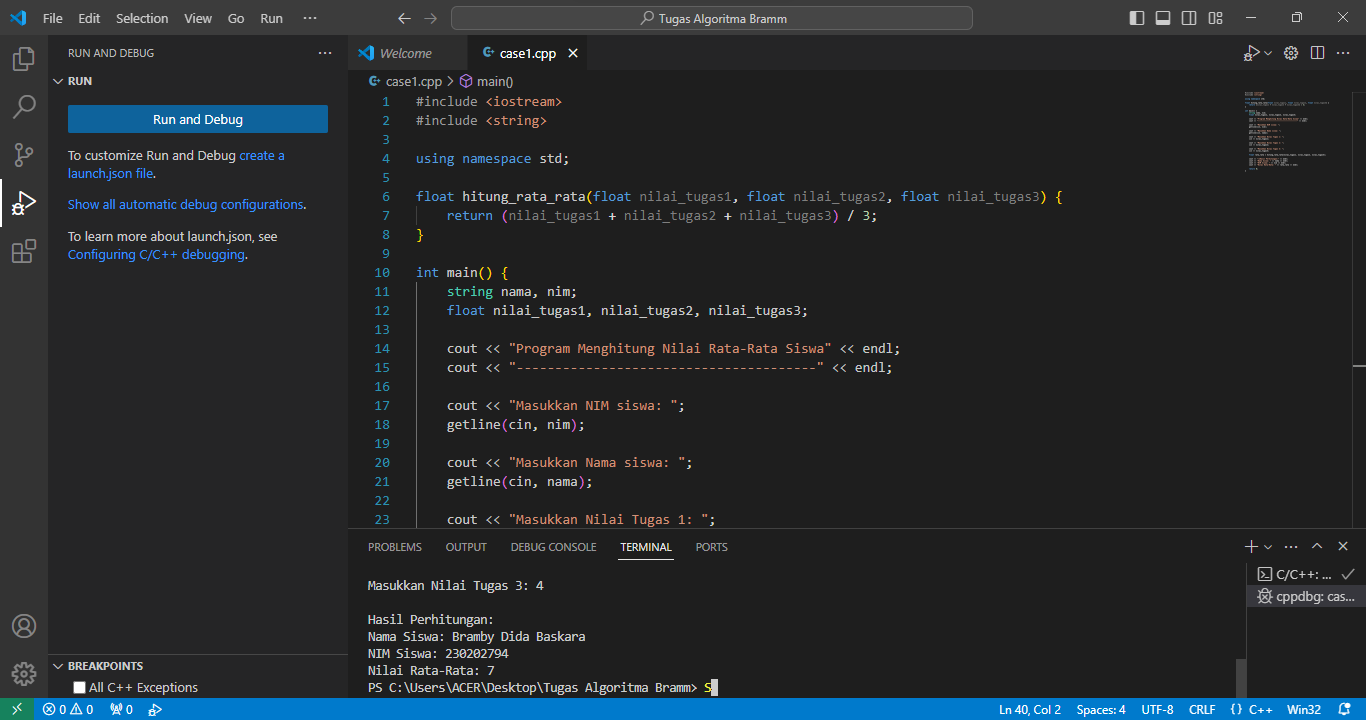 File Edit Selection View Go Run ··· Tugas Algoritma Bramm
RUN AND DEBUG ···
RUN
Run and Debug
To customize Run and Debug create a
launch.json file.
Show all automatic debug configurations.
To learn more about launch.json, see
Configuring C/C++ debugging.
BREAKPOINTS
All C++ Exceptions
Welcome case1.cpp
case1.cpp > main()
1 #include <iostream>
2 #include <string>
3
4 using namespace std;
5
6 float hitung_rata_rata(float nilai_tugas1, float nilai_tugas2, float nilai_tugas3) {
7 return (nilai_tugas1 + nilai_tugas2 + nilai_tugas3) / 3;
8 }
9
10 int main() {
11 string nama, nim;
12 float nilai_tugas1, nilai_tugas2, nilai_tugas3;
13
14 cout << "Program Menghitung Nilai Rata-Rata Siswa" << endl;
15 cout << "---------------------------------------" << endl;
16
17 cout << "Masukkan NIM siswa: ";
18 getline(cin, nim);
19
20 cout << "Masukkan Nama siswa: ";
21 getline(cin, nama);
22
23 cout << "Masukkan Nilai Tugas 1: ";
PROBLEMS OUTPUT DEBUG CONSOLE TERMINAL PORTS
Masukkan Nilai Tugas 3: 4
Hasil Perhitungan:
Nama Siswa: Bramby Dida Baskara
NIM Siswa: 230202794
Nilai Rata-Rata: 7
PS C:\Users\ACER\Desktop\Tugas Algoritma Bramm> S
C/C++: ...
cppdbg: cas...
0 0 0 Ln 40, Col 2 Spaces: 4 UTF-8 CRLF {} C++ Win32